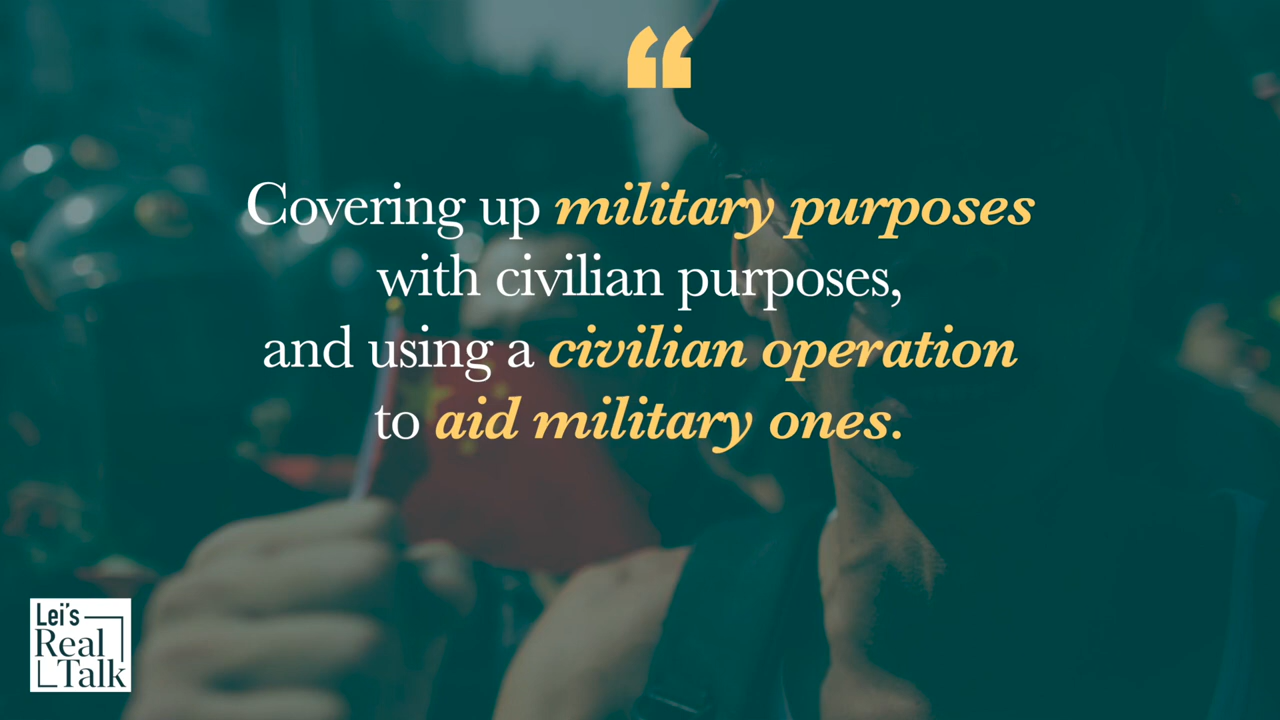 “
Covering up military purposes
with civilian purposes,
and using a civilian operation
to aid military ones.
Lei's
Real
Talk